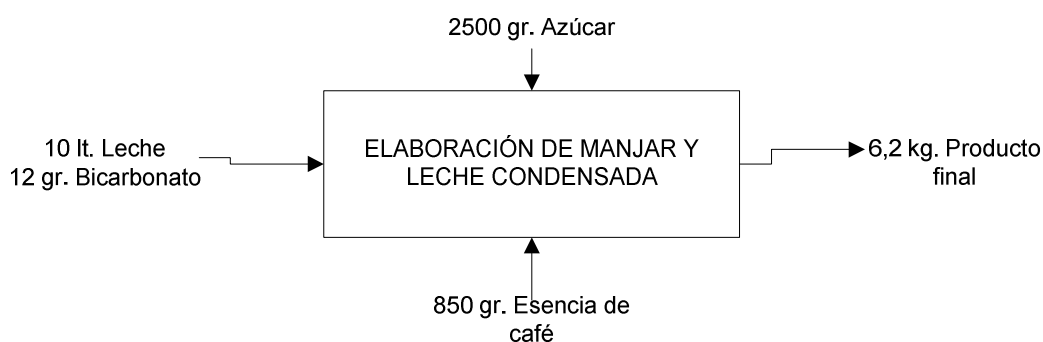 2500 gr. Azúcar
10 lt. Leche
12 gr. Bicarbonato
ELABORACIÓN DE MANJAR Y
LECHE CONDENSADA
6,2 kg. Producto
final
850 gr. Esencia de
café